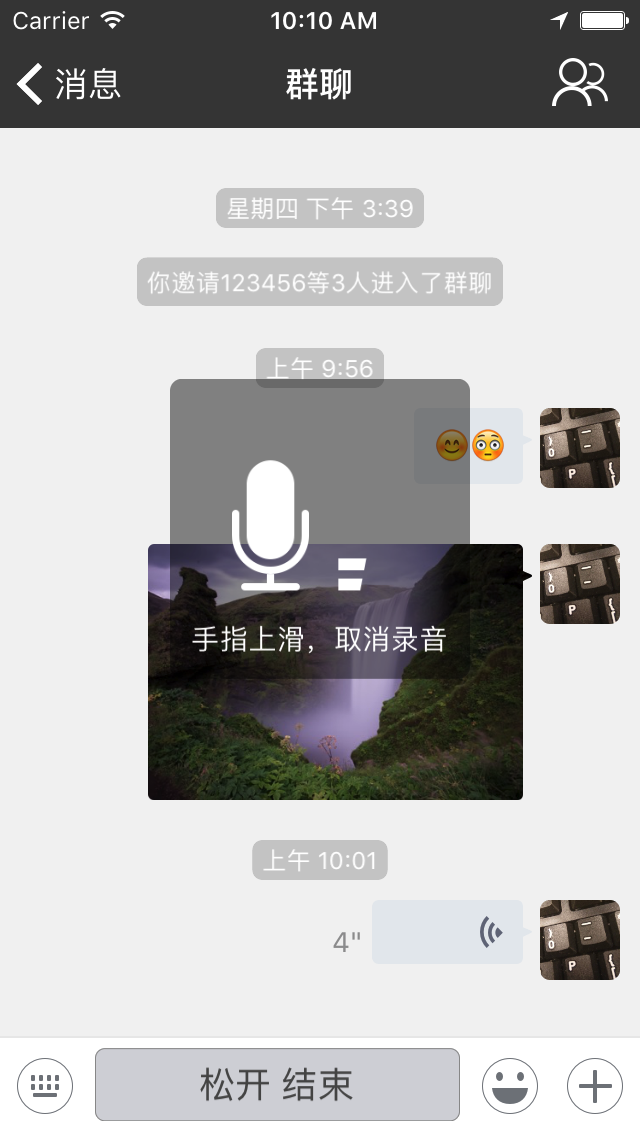 Carrier 10:10 AM
消息 群聊
星期四 下午 3:39
你邀请123456等3人进入了群聊
上午 9:56
手指上滑，取消录音
上午 10:01
4"
松开 结束